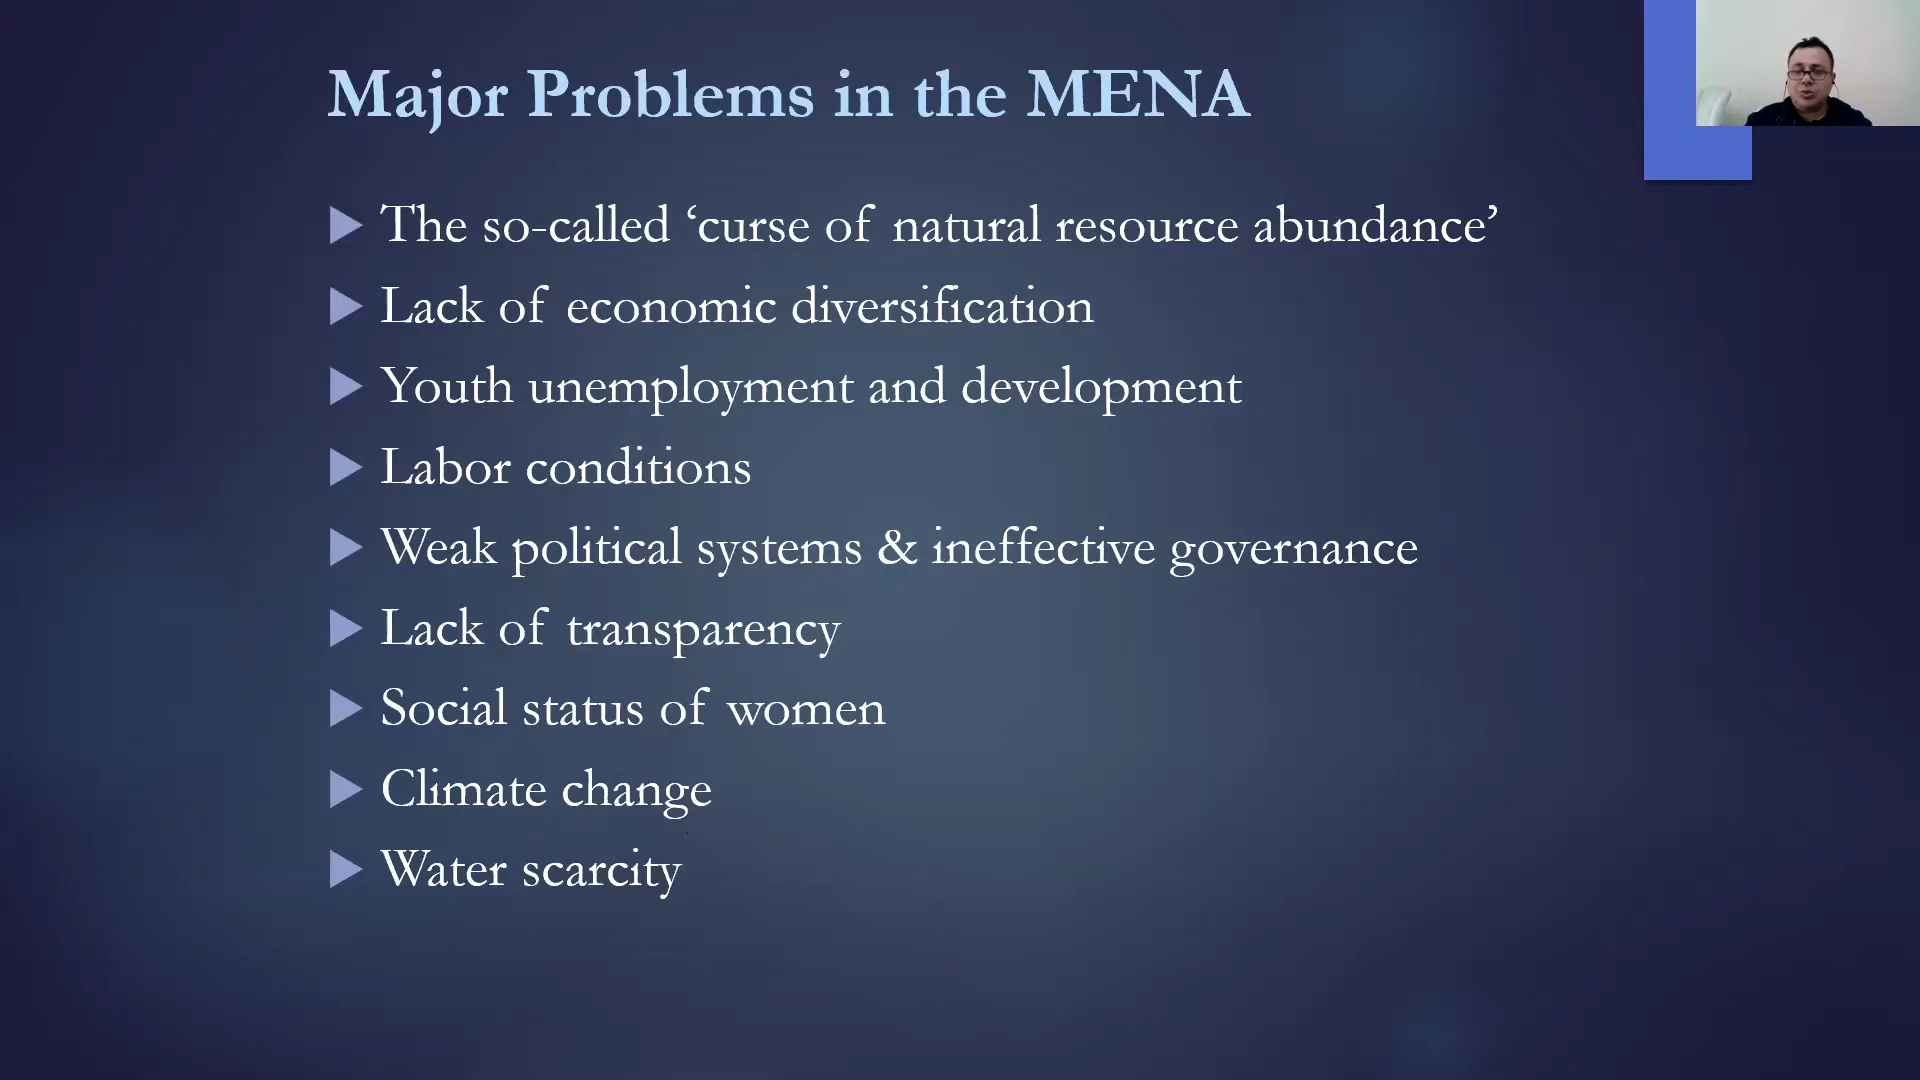 Major Problems in the MENA
The so-called ‘curse of natural resource abundance’
Lack of economic diversification
Youth unemployment and development
Labor conditions
Weak political systems & ineffective governance
Lack of transparency
Social status of women
Climate change
Water scarcity